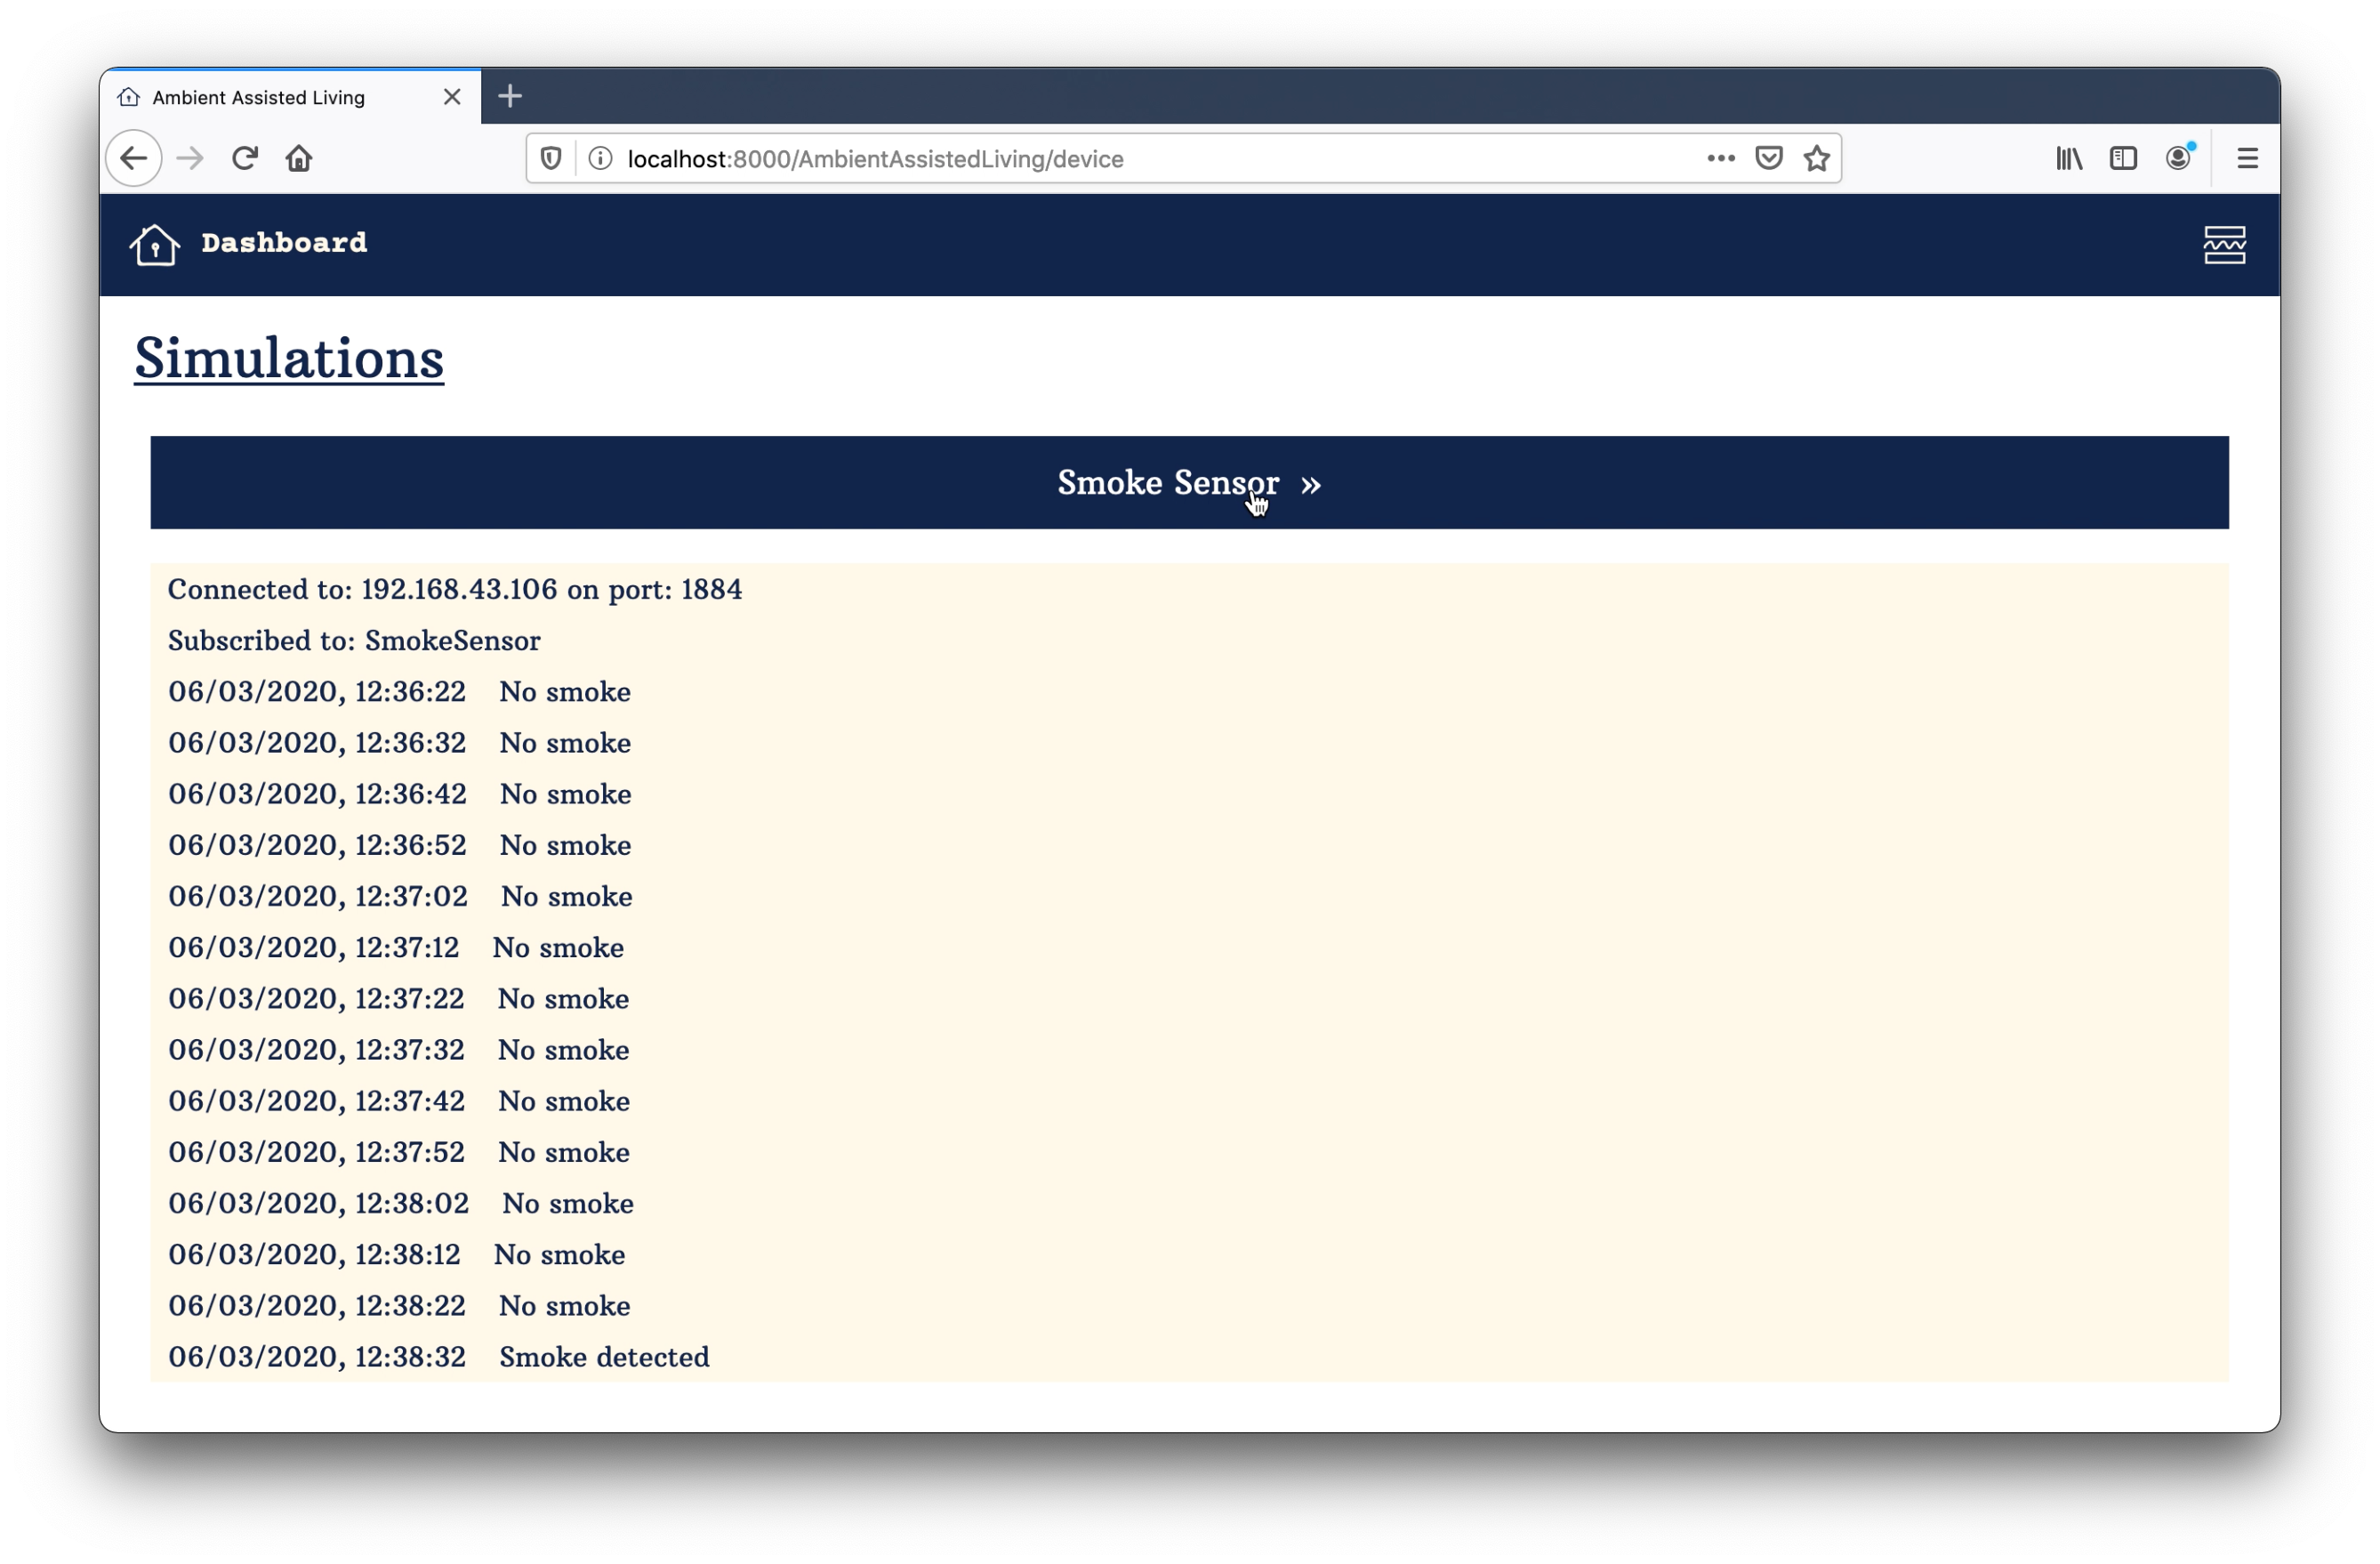 Ambient Assisted Living
localhost:8000/AmbientAssistedLiving/device
Dashboard
Simulations
Smoke Sensor »
Connected to: 192.168.43.106 on port: 1884
Subscribed to: SmokeSensor
06/03/2020, 12:36:22 No smoke
06/03/2020, 12:36:32 No smoke
06/03/2020, 12:36:42 No smoke
06/03/2020, 12:36:52 No smoke
06/03/2020, 12:37:02 No smoke
06/03/2020, 12:37:12 No smoke
06/03/2020, 12:37:22 No smoke
06/03/2020, 12:37:32 No smoke
06/03/2020, 12:37:42 No smoke
06/03/2020, 12:37:52 No smoke
06/03/2020, 12:38:02 No smoke
06/03/2020, 12:38:12 No smoke
06/03/2020, 12:38:22 No smoke
06/03/2020, 12:38:32 Smoke detected